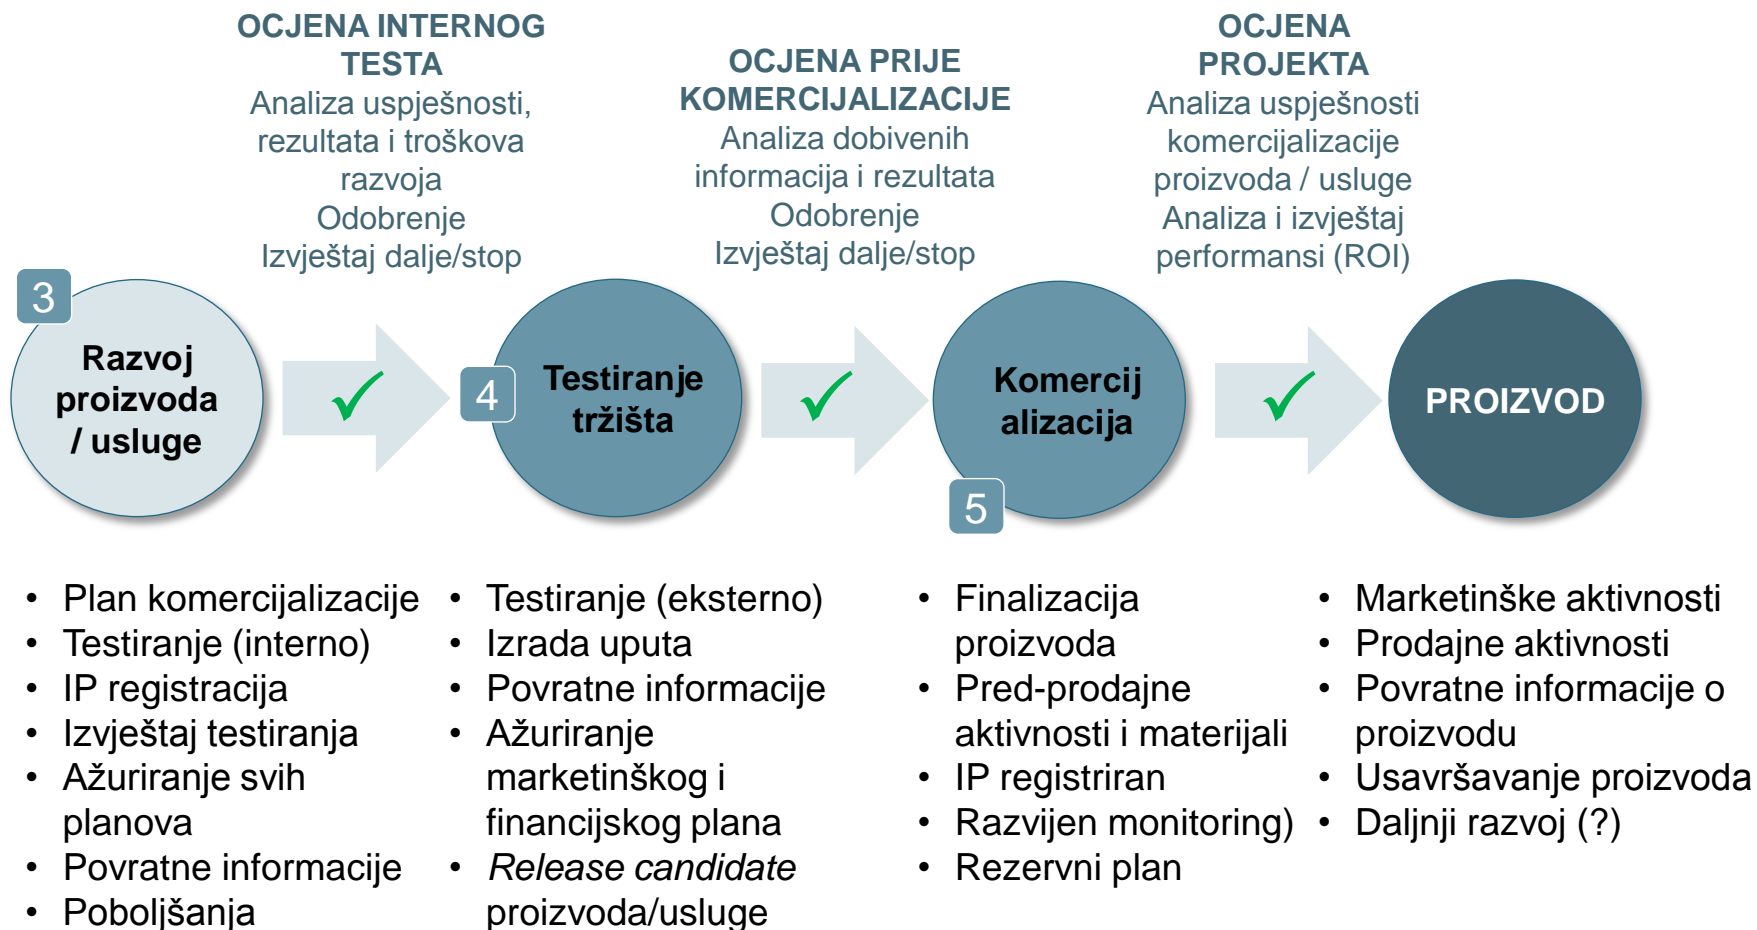 OCJENA INTERNOG
TESTA
Analiza uspješnosti,
rezultata i troškova
razvoja
Odobrenje
Izvještaj dalje/stop
OCJENA PRIJE
KOMERCIJALIZACIJE
Analiza dobivenih
informacija i rezultata
Odobrenje
Izvještaj dalje/stop
OCJENA
PROJEKTA
Analiza uspješnosti
komercijalizacije
proizvoda / usluge
Analiza i izvještaj
performansi (ROI)
3
Razvoj
proizvoda
/ usluge
4
Testiranje
tržišta
Komercij
alizacija
5
PROIZVOD
• Plan komercijalizacije
• Testiranje (interno)
• IP registracija
• Izvještaj testiranja
• Ažuriranje svih
planova
• Povratne informacije
• Poboljšanja
• Testiranje (eksterno)
• Izrada uputa
• Povratne informacije
• Ažuriranje
marketinškog i
financijskog plana
• Release candidate
proizvoda/usluge
• Finalizacija
proizvoda
• Pred-prodajne
aktivnosti i materijali
• IP registriran
• Razvijen monitoring)
• Rezervni plan
• Marketinške aktivnosti
• Prodajne aktivnosti
• Povratne informacije o
proizvodu
• Usavršavanje proizvoda
• Daljnji razvoj (?)